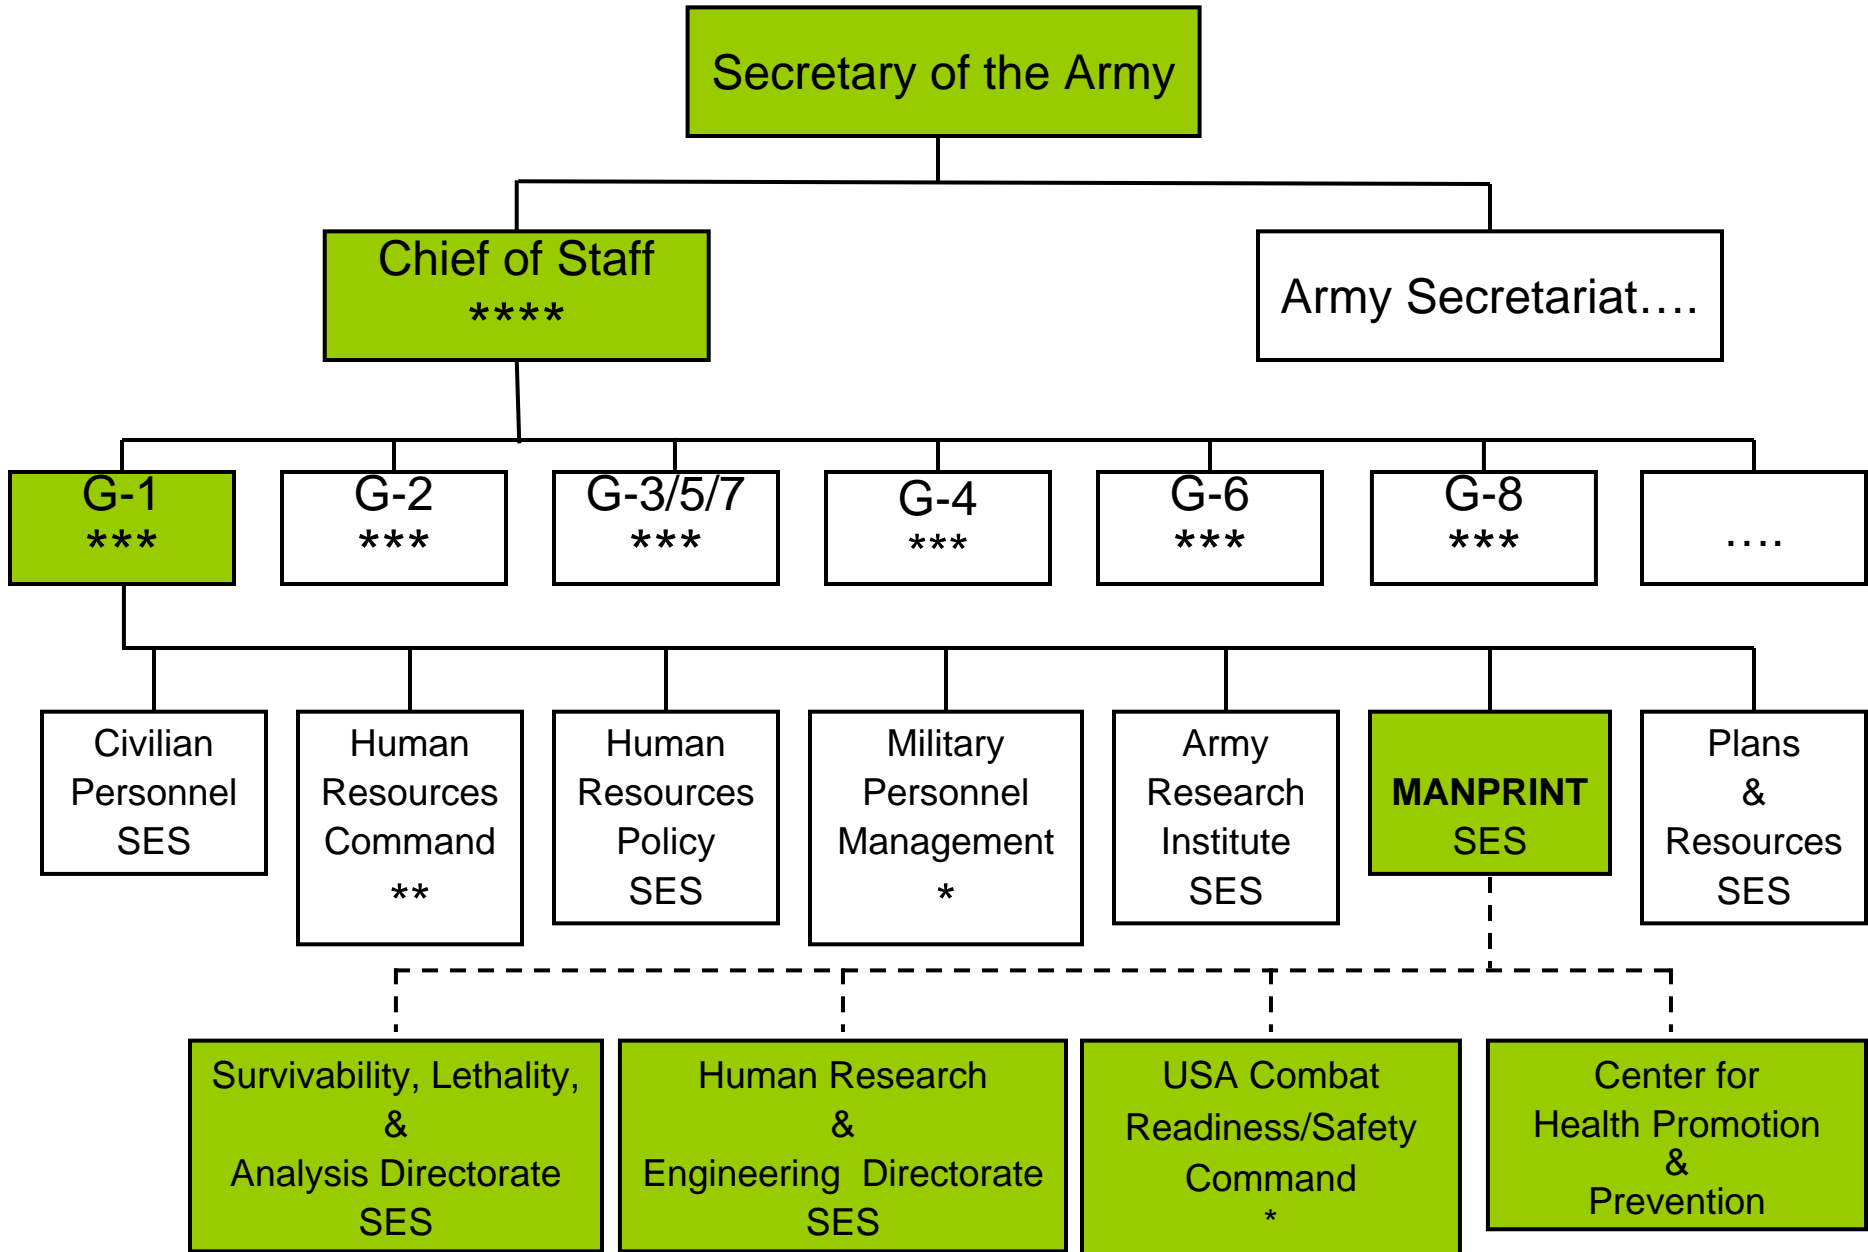 Secretary of the Army
Chief of Staff
****
Army Secretariat….
G-1
***
G-2
***
G-3/5/7
***
G-4
***
G-6
***
G-8
***
….
Civilian
Personnel
SES
Human
Resources
Command
**
Human
Resources
Policy
SES
Military
Personnel
Management
*
Army
Research
Institute
SES
MANPRINT
SES
Plans
&
Resources
SES
Survivability, Lethality,
&
Analysis Directorate
SES
Human Research
&
Engineering Directorate
SES
USA Combat
Readiness/Safety
Command
*
Center for
Health Promotion
&
Prevention